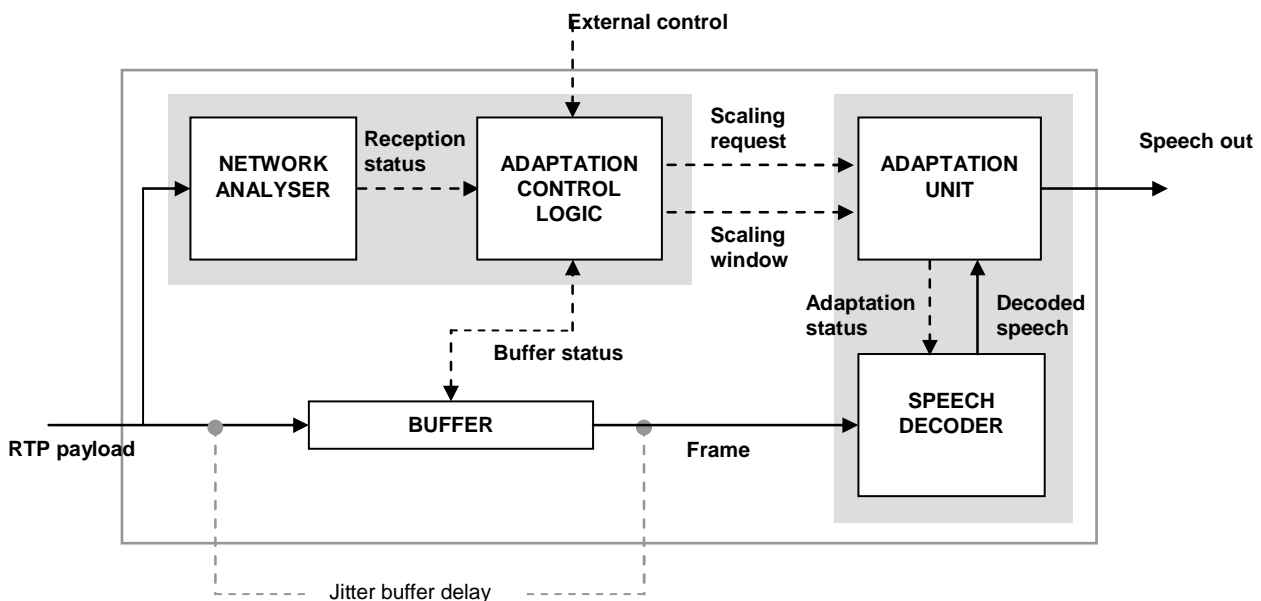 External control
Reception
status
NETWORK
ANALYSER
ADAPTATION
CONTROL
LOGIC
Scaling
request
Scaling
window
ADAPTATION
UNIT
Speech out
Adaptation
status
Decoded
speech
Buffer status
BUFFER
SPEECH
DECODER
RTP payload
Frame
Jitter buffer delay